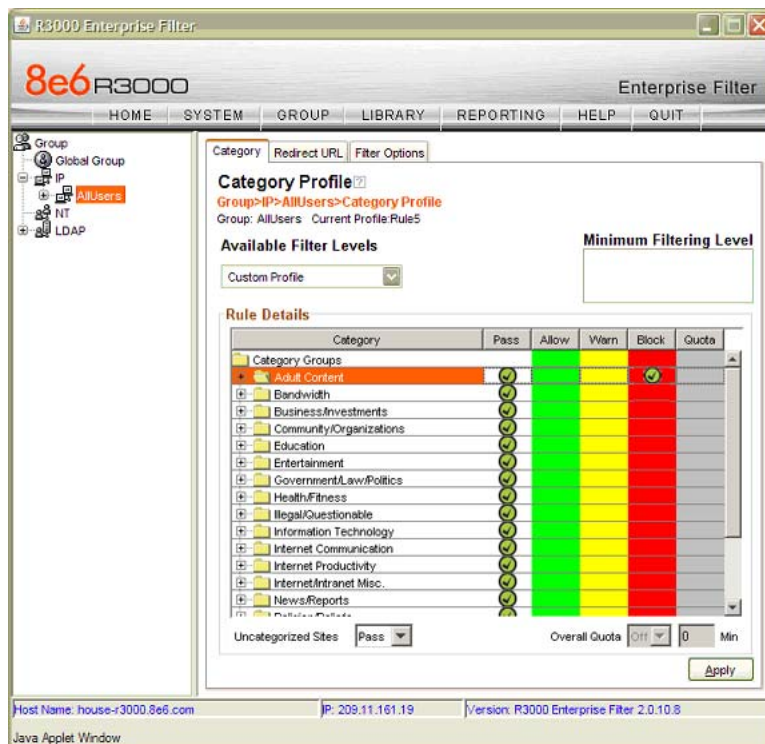 R3000 Enterprise Filter
8e6 R3000
Enterprise Filter
HOME SYSTEM GROUP LIBRARY REPORTING HELP QUIT
Group
Global Group
IP
AllUsers
NT
LDAP
Category Redirect URL Filter Options
Category Profile
Group>IP>AllUsers>Category Profile
Group: AllUsers Current Profile:Rule5
Available Filter Levels
Minimum Filtering Level
Custom Profile
Rule Details
Category Pass Allow Warn Block Quota
Category Groups
Adult Content
Bandwidth
Business/Investments
Community/Organizations
Education
Entertainment
Government/Law/Politics
Health/Fitness
Illegal/Questionable
Information Technology
Internet Communication
Internet Productivity
Internet/Intranet Misc.
News/Reports
Uncategorized Sites Pass Overall Quota Off 0 Min
Apply
Host Name: house-r3000.8e6.com IP: 209.11.161.19 Version: R3000 Enterprise Filter 2.0.10.8
Java Applet Window